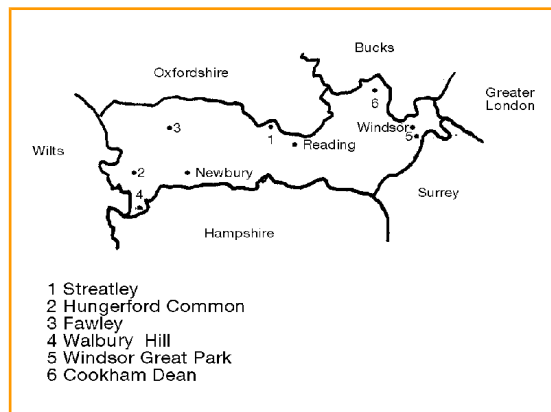 Bucks
Oxfordshire
Greater
London
6
Windsor
3
1
5
Reading
Wilts
2
Newbury
Surrey
4
Hampshire
1 Streatley
2 Hungerford Common
3 Fawley
4 Walbury Hill
5 Windsor Great Park
6 Cookham Dean